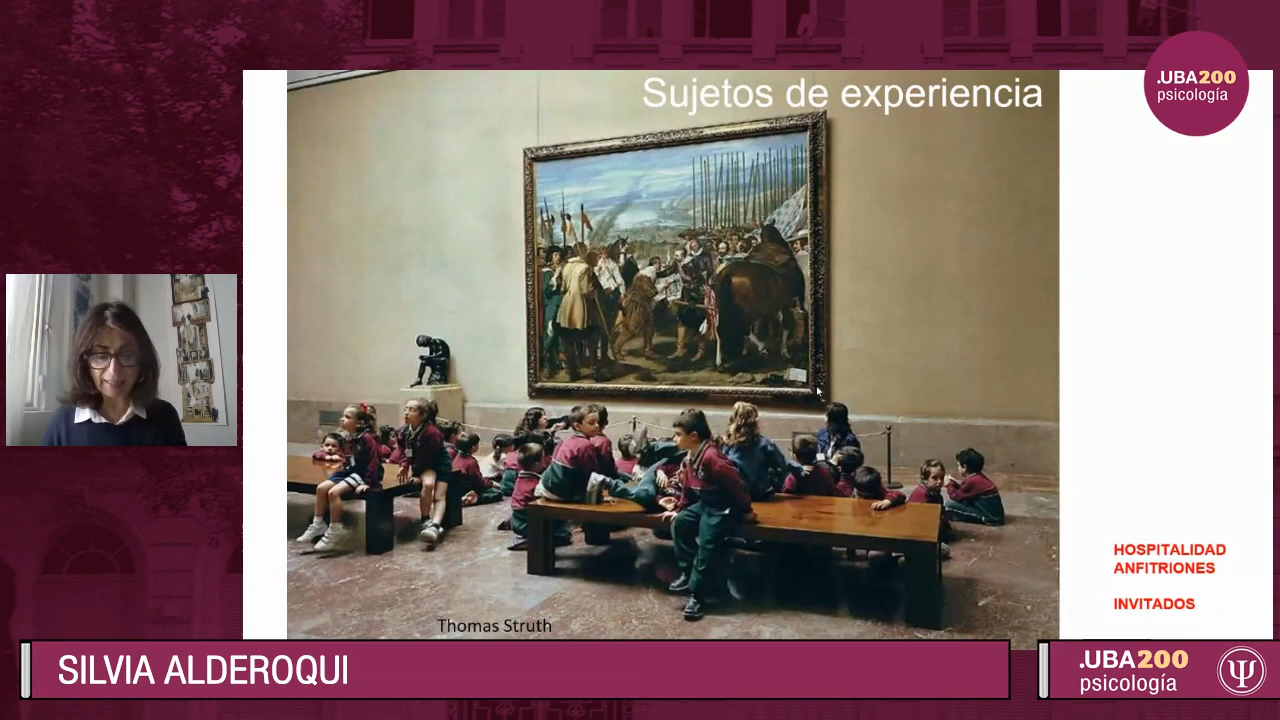 Sujetos de experiencia
.UBA200
psicología
HOSPITALIDAD
ANFITRIONES
INVITADOS
Thomas Struth
SILVIA ALDEROQUI
.UBA200
psicología